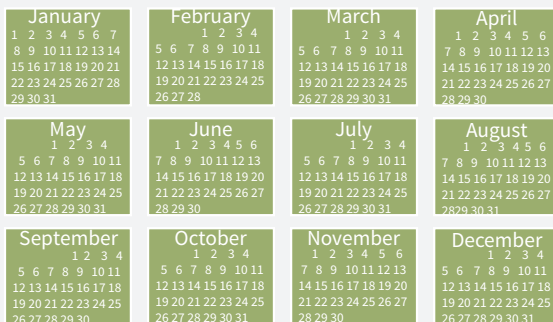 January
1 2 3 4 5 6 7
8 9 10 11 12 13 14
15 16 17 18 19 20 21
22 23 24 25 26 27 28
29 30 31
February
1 2 3 4
5 6 7 8 9 10 11
12 13 14 15 16 17 18
19 20 21 22 23 24 25
26 27 28
March
1 2 3 4
5 6 7 8 9 10 11
12 13 14 15 16 17 18
19 20 21 22 23 24 25
26 27 28 29 30 31
April
1 2 3 4 5 6
7 8 9 10 11 12 13
14 15 16 17 18 19 20
21 22 23 24 25 26 27
28 29 30
May
1 2 3 4
5 6 7 8 9 10 11
12 13 14 15 16 17 18
19 20 21 22 23 24 25
26 27 28 29 30 31
June
1 2 3 4 5 6
7 8 9 10 11 12 13
14 15 16 17 18 19 20
21 22 23 24 25 26 27
28 29 30
July
1 2 3 4
5 6 7 8 9 10 11
12 13 14 15 16 17 18
19 20 21 22 23 24 25
26 27 28 29 30 31
August
1 2 3 4 5 6
7 8 9 10 11 12 13
14 15 16 17 18 19 20
21 22 23 24 25 26 27
2829 30 31
September
1 2 3 4
5 6 7 8 9 10 11
12 13 14 15 16 17 18
19 20 21 22 23 24 25
26 27 28 29 30
October
1 2 3 4
5 6 7 8 9 10 11
12 13 14 15 16 17 18
19 20 21 22 23 24 25
26 27 28 29 30 31
November
1 2 3 4 5 6
7 8 9 10 11 12 13
14 15 16 17 18 19 20
21 22 23 24 25 26 27
28 29 30
December
1 2 3 4
5 6 7 8 9 10 11
12 13 14 15 16 17 18
19 20 21 22 23 24 25
26 27 28 29 30 31